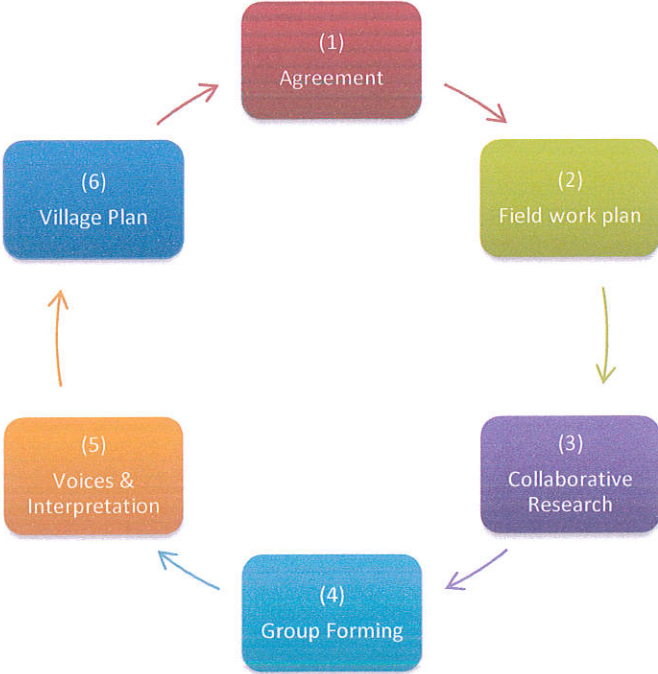 (1)
Agreement
(2)
Field work plan
(3)
Collaborative
Research
(4)
Group Forming
(5)
Voices &
Interpretation
(6)
Village Plan